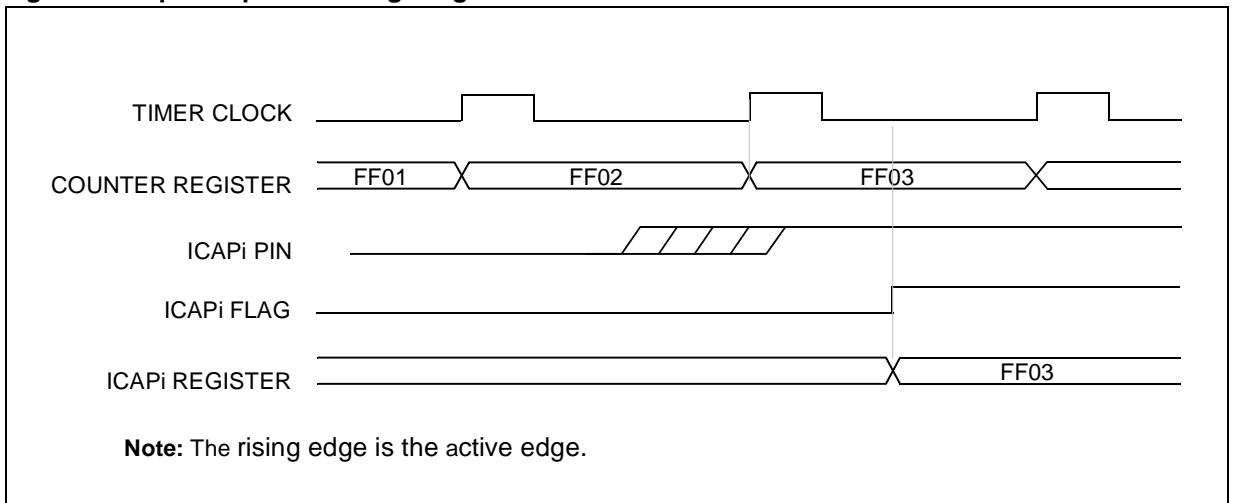 TIMER CLOCK
COUNTER REGISTER FF01 FF02 FF03
ICAPi PIN
ICAPi FLAG
ICAPi REGISTER FF03
Note: The rising edge is the active edge.